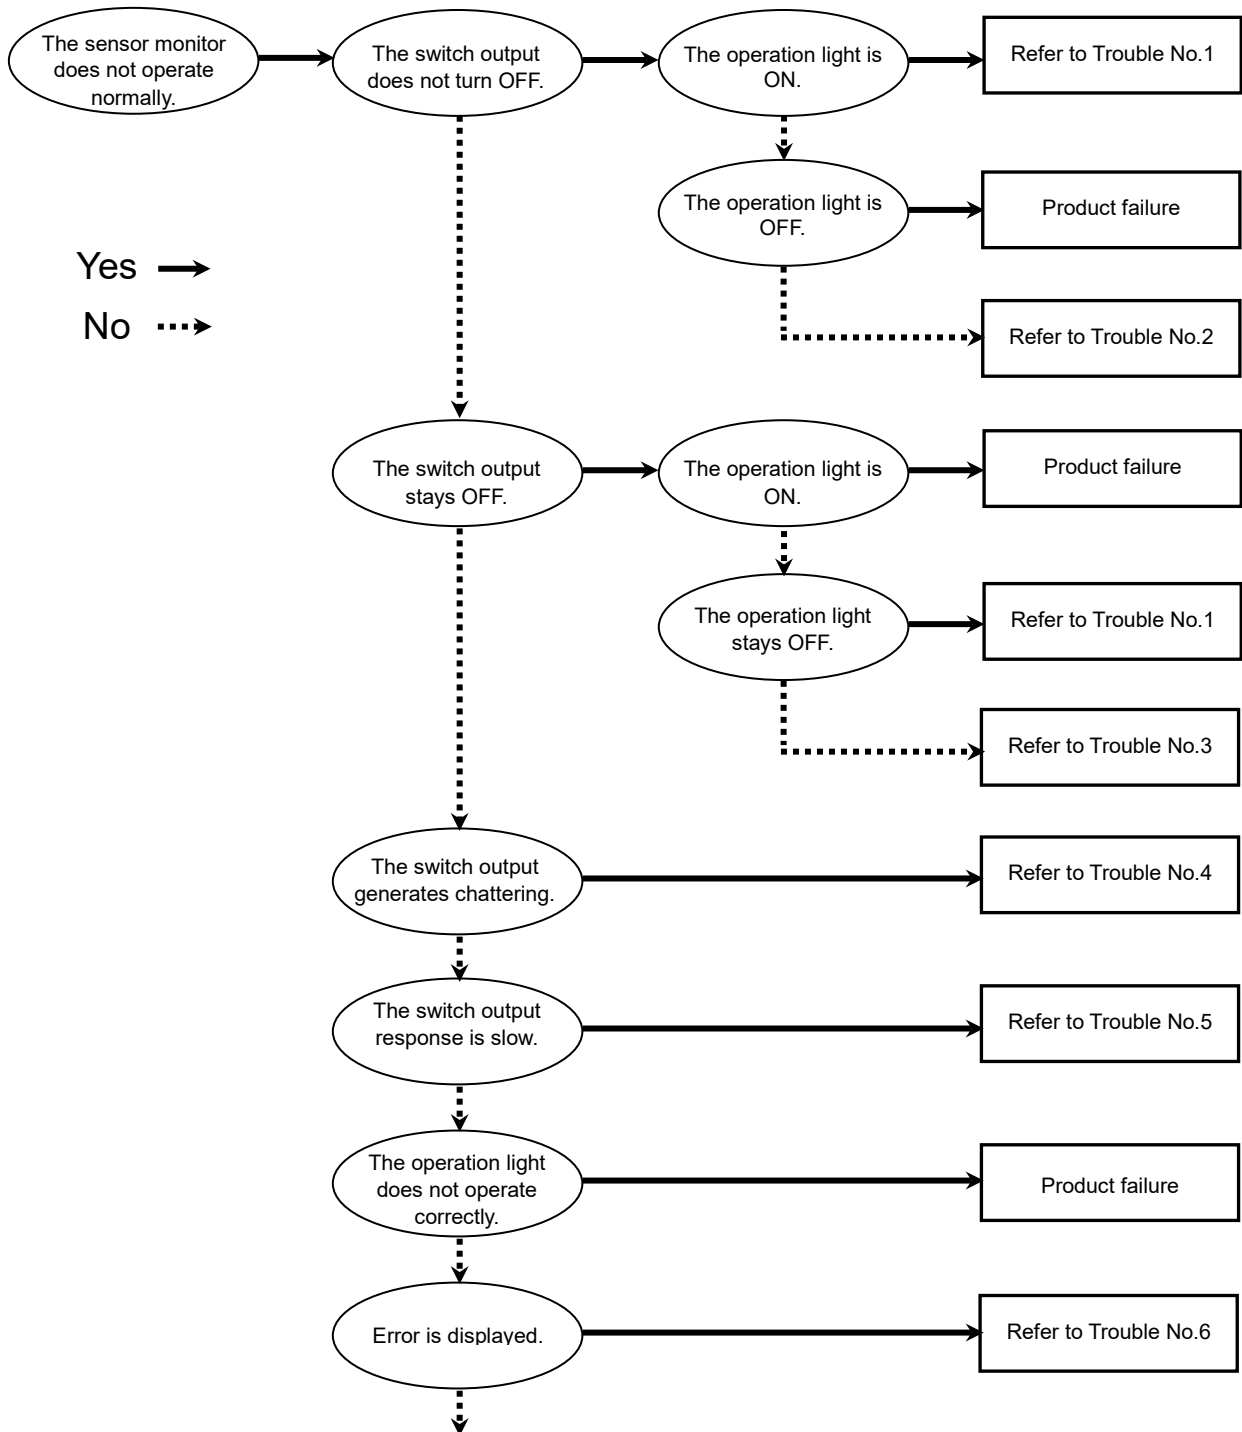 The sensor monitor
does not operate
normally.
The switch output
does not turn OFF.
The operation light is
ON.
Refer to Trouble No.1
The operation light is
OFF.
Product failure
Yes
No
Refer to Trouble No.2
The switch output
stays OFF.
The operation light is
ON.
Product failure
The operation light
stays OFF.
Refer to Trouble No.1
Refer to Trouble No.3
The switch output
generates chattering.
Refer to Trouble No.4
The switch output
response is slow.
Refer to Trouble No.5
The operation light
does not operate
correctly.
Product failure
Error is displayed.
Refer to Trouble No.6